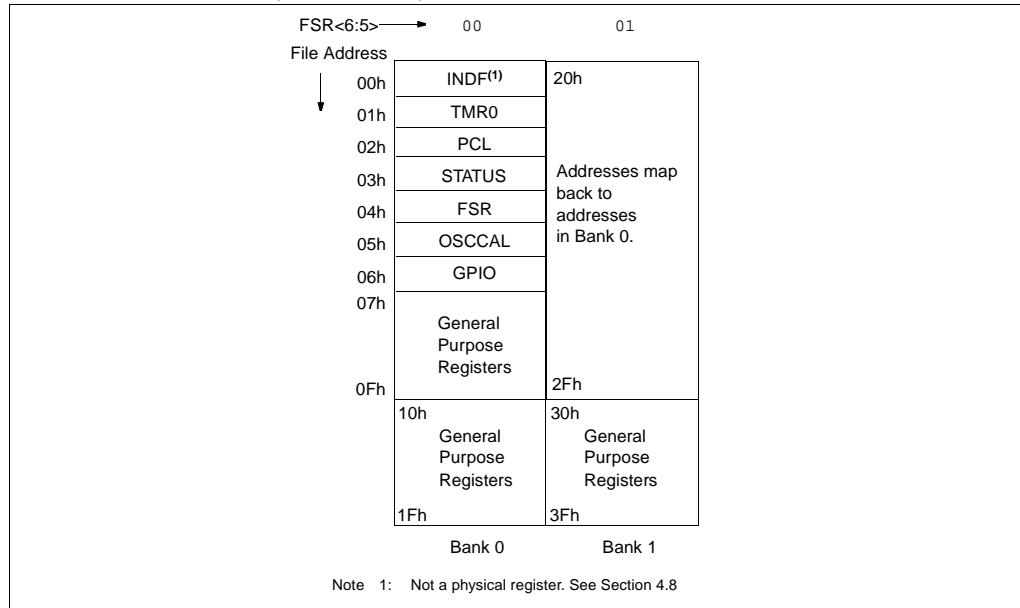 FSR<6:5> 00 01
File Address
00h INDF(1) 20h
01h TMR0
02h PCL
03h STATUS Addresses map
back to
04h FSR addresses
05h OSCCAL in Bank 0.
06h GPIO
07h
General
Purpose
Registers
0Fh 2Fh
10h 30h
General General
Purpose Purpose
Registers Registers
1Fh 3Fh
Bank 0 Bank 1
Note 1: Not a physical register. See Section 4.8